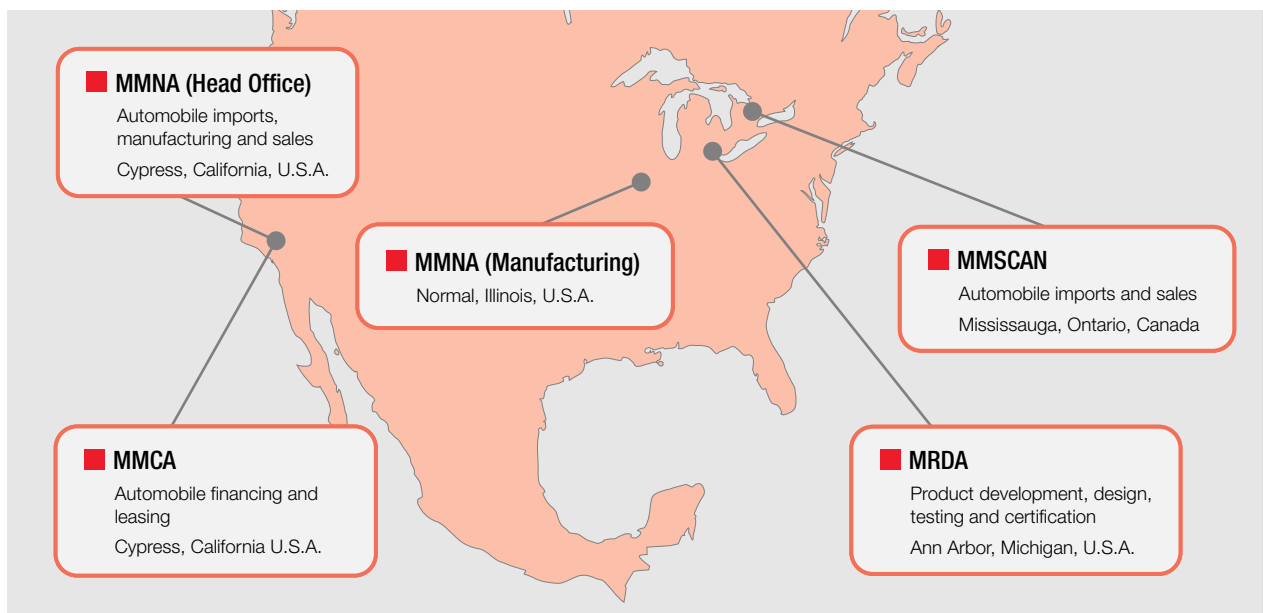 MMNA (Head Office)
Automobile imports,
manufacturing and sales
Cypress, California, U.S.A.
MMNA (Manufacturing)
Normal, Illinois, U.S.A.
MMSCAN
Automobile imports and sales
Mississauga, Ontario, Canada
MMCA
Automobile financing and
leasing
Cypress, California U.S.A.
MRDA
Product development, design,
testing and certification
Ann Arbor, Michigan, U.S.A.